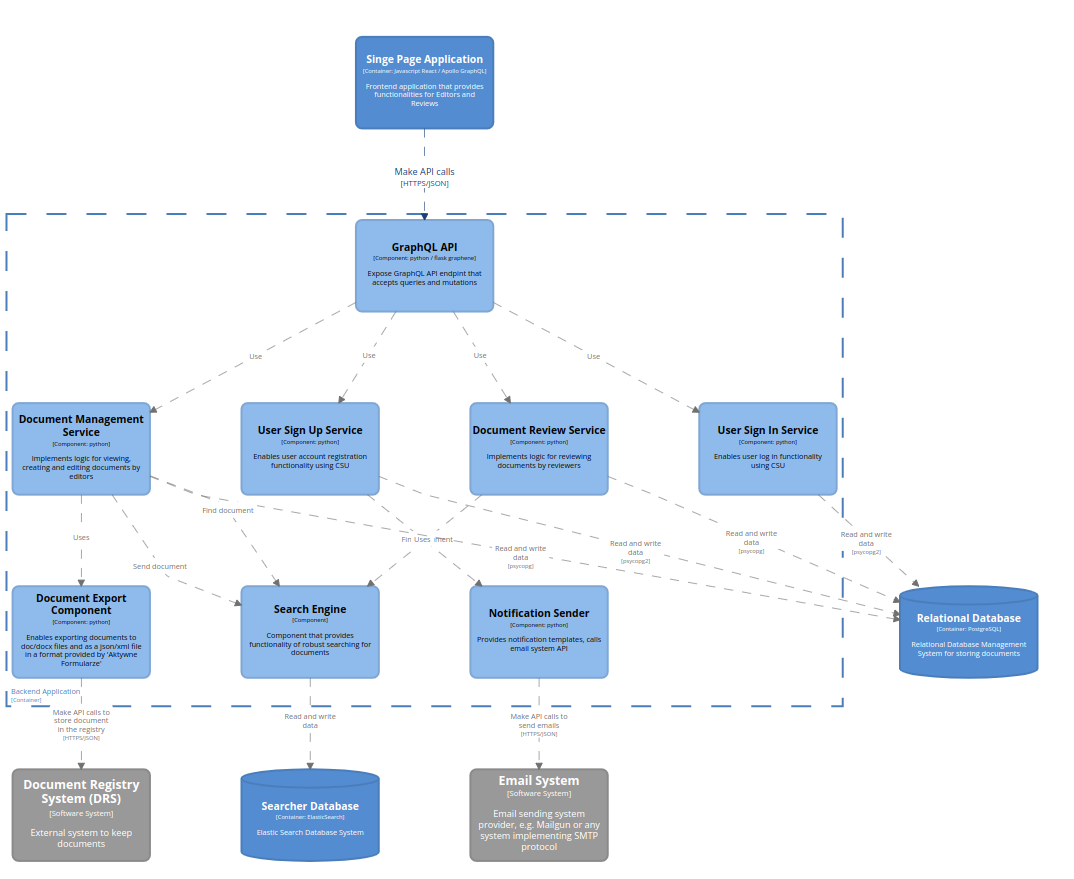 Singe Page Application
[Container: Javascript React / Apollo GraphQL]
Frontend application that provides
functionalities for Editors and
Reviews
Make API calls
[HTTPS/JSON]
GraphQL API
[Component: python / flask graphene]
Expose GraphQL API endpint that
accepts queries and mutations
Use
Use
Use
Use
Document Management
Service
[Component: python]
Implements logic for viewing,
creating and editing documents by
editors
User Sign Up Service
[Component: python]
Enables user account registration
functionality using CSU
Document Review Service
[Component: python]
Implements logic for reviewing
documents by reviewers
User Sign In Service
[Component: python]
Enables user log in functionality
using CSU
Find document
Uses
Send document
Uses
Read and write
data
[psycopg]
Read and write
data
[psycopg2]
Read and write
data
[psycopg]
Read and write
data
[psycopg2]
Document Export
Component
[Component: python]
Enables exporting documents to
doc/docx files and as a json/xml file
in a format provided by 'Aktywne
Formularze'
Search Engine
[Component]
Component that provides
functionality of robust searching for
documents
Notification Sender
[Component: python]
Provides notification templates, calls
email system API
Relational Database
[Container: PostgreSQL]
Relational Database Management
System for storing documents
Backend Application
[Container]
Make API calls to
store document
in the registry
[HTTPS/JSON]
Read and write
data
Make API calls to
send emails
[HTTPS/JSON]
Document Registry
System (DRS)
[Software System]
External system to keep
documents
Searcher Database
[Container: ElasticSearch]
Elastic Search Database System
Email System
[Software System]
Email sending system
provider, e.g. Mailgun or any
system implementing SMTP
protocol